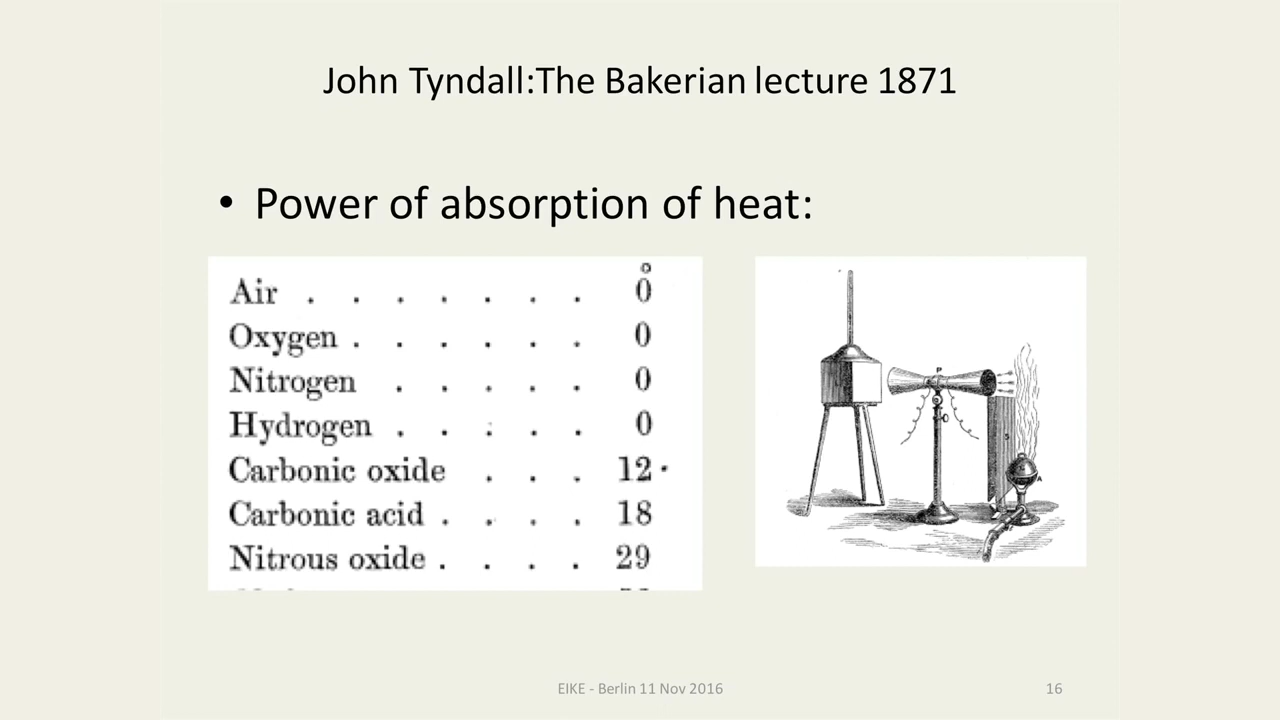 John Tyndall:The Bakerian lecture 1871
• Power of absorption of heat:
Air . . . . . . . 0°
Oxygen . . . . . . 0
Nitrogen . . . . . 0
Hydrogen . . . . . 0
Carbonic oxide . . . 12·
Carbonic acid . . . . 18
Nitrous oxide . . . . 29
P
S
A
EIKE - Berlin 11 Nov 2016
16